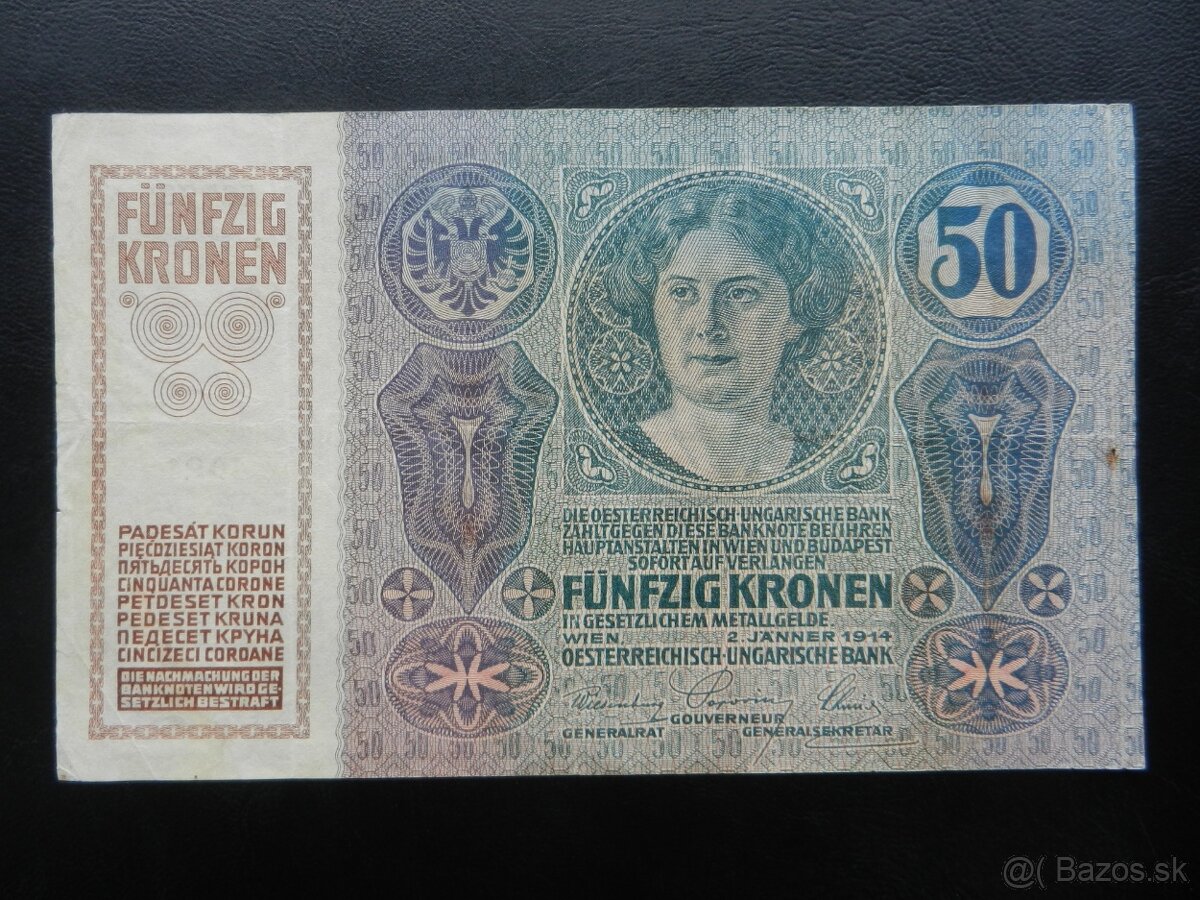 FÜNFZIG
KRONEN
PADESÁT KORUN
PIĘĆDZIESIĄT KORON
ПЯТЬДЕСЯТЬ КОРОН
CINQUANTA CORONE
PETDESET KRON
PEDESET KRUNA
ПЕДЕСЕТ КРУНА
CINCIZECI COROANE
DIE NACHMACHUNG DER
BANKNOTEN WIRD GE-
SETZLICH BESTRAFT
50
DIE OESTERREICHISCH-UNGARISCHE BANK
ZAHLT GEGEN DIESE BANKNOTE BEI IHREN
HAUPTANSTALTEN IN WIEN UND BUDAPEST
SOFORT AUF VERLANGEN
FÜNFZIG KRONEN
IN GESETZLICHEM METALLGELDE.
WIEN, 2. JÄNNER 1914
OESTERREICHISCH-UNGARISCHE BANK
GOUVERNEUR
GENERALRAT GENERALSEKRETÄR
@( Bazos.sk